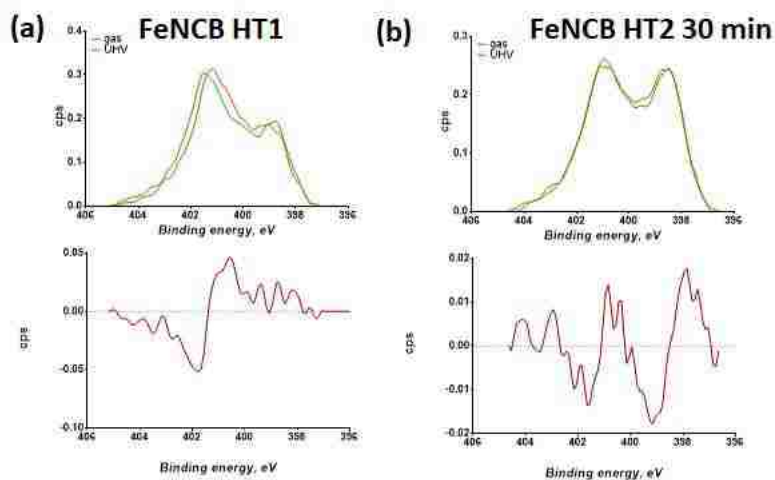 (a) FeNCB HT1
gas
UHV
0.4
0.3
0.2
0.1
0.0
cps
406 404 402 400 398 396
Binding energy, eV
0.05
0.00
-0.05
-0.10
cps
406 404 402 400 398 396
Binding energy, eV
(b) FeNCB HT2 30 min
gas
UHV
0.3
0.2
0.1
0.0
cps
406 404 402 400 398 396
Binding energy, eV
0.02
0.01
0.00
-0.01
-0.02
cps
406 404 402 400 398 396
Binding energy, eV